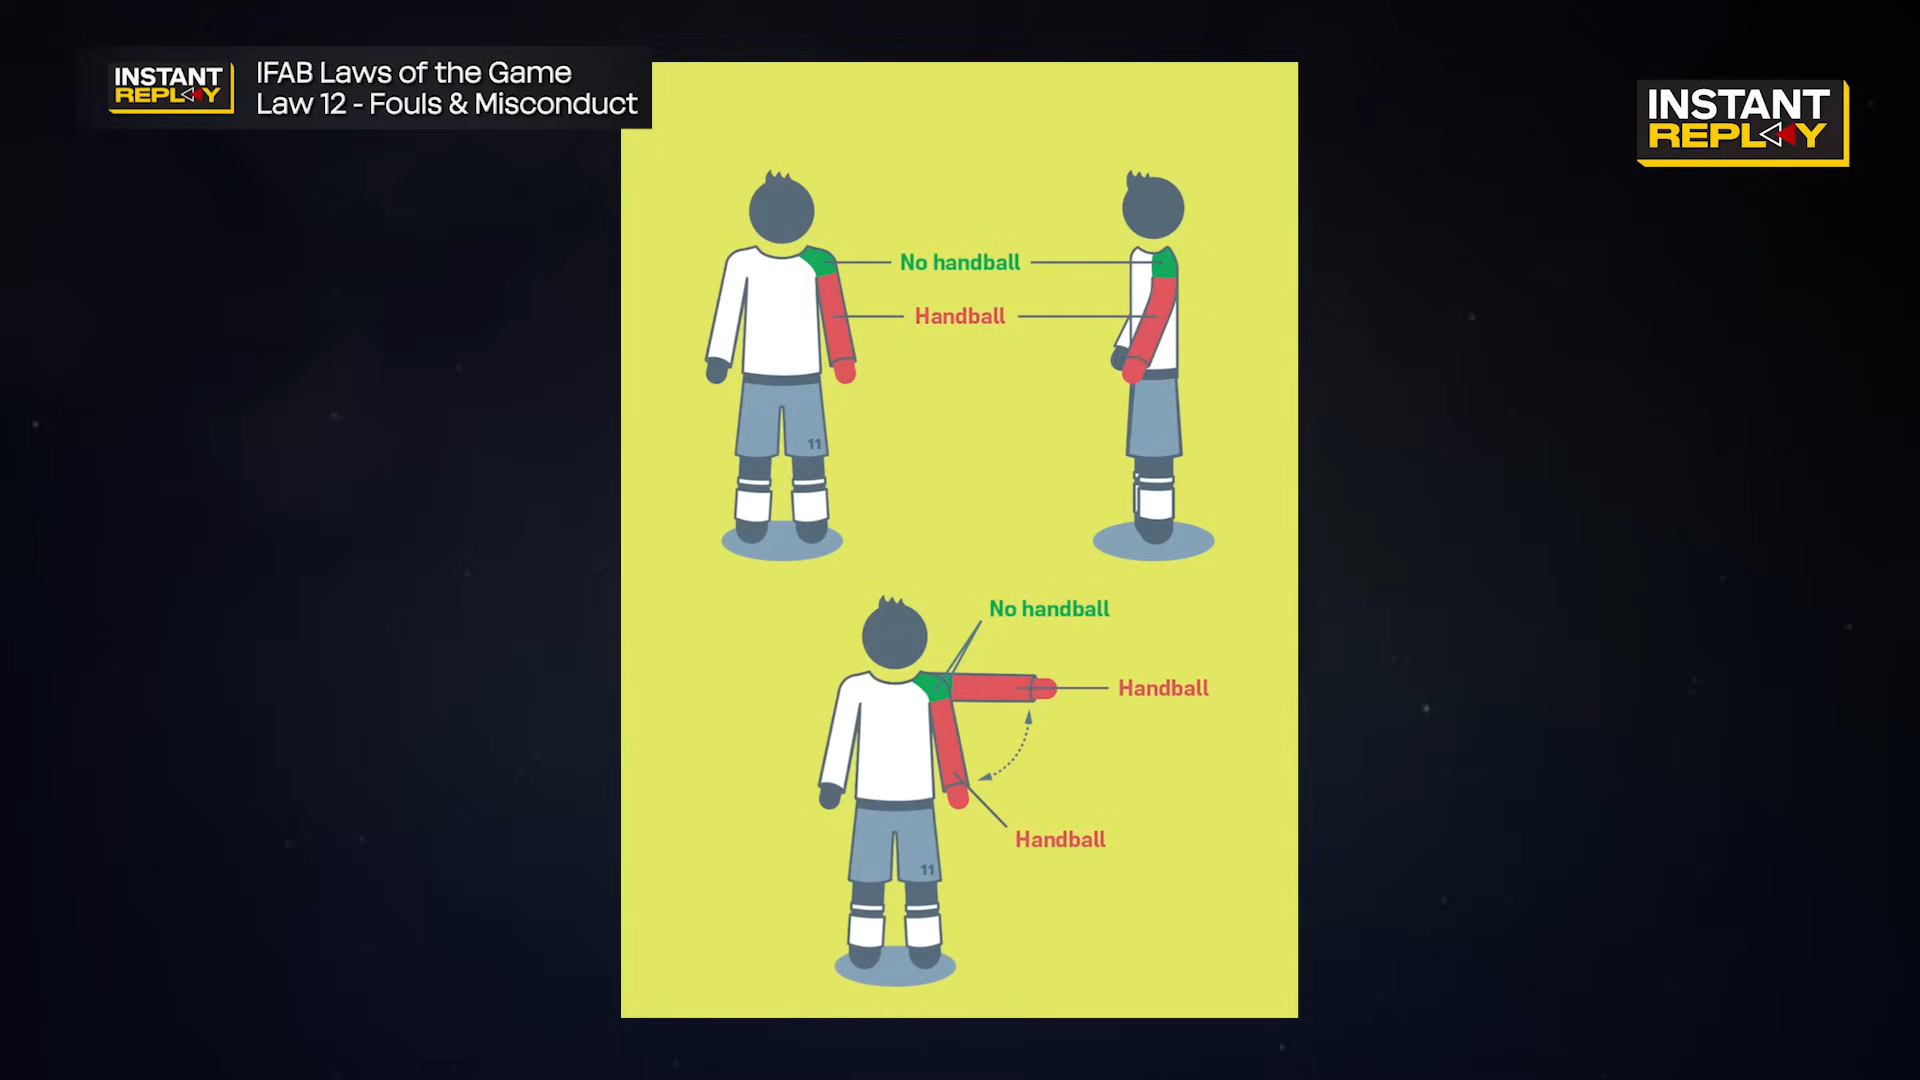 INSTANT
REPLAY
IFAB Laws of the Game
Law 12 - Fouls & Misconduct
INSTANT
REPLAY
No handball
Handball
11
No handball
Handball
Handball
11